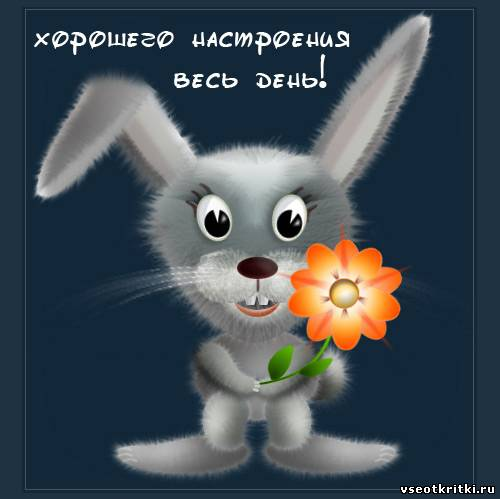 хорошего настроения
весь день!
vseotkritki.ru